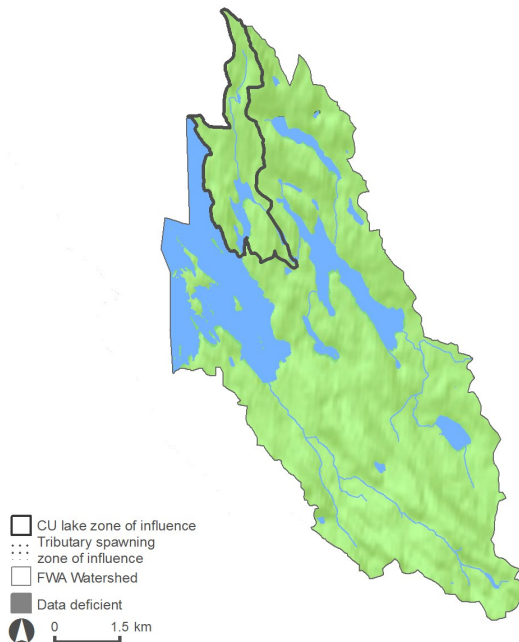 CU lake zone of influence
Tributary spawning
zone of influence
FWA Watershed
Data deficient
0 1.5 km